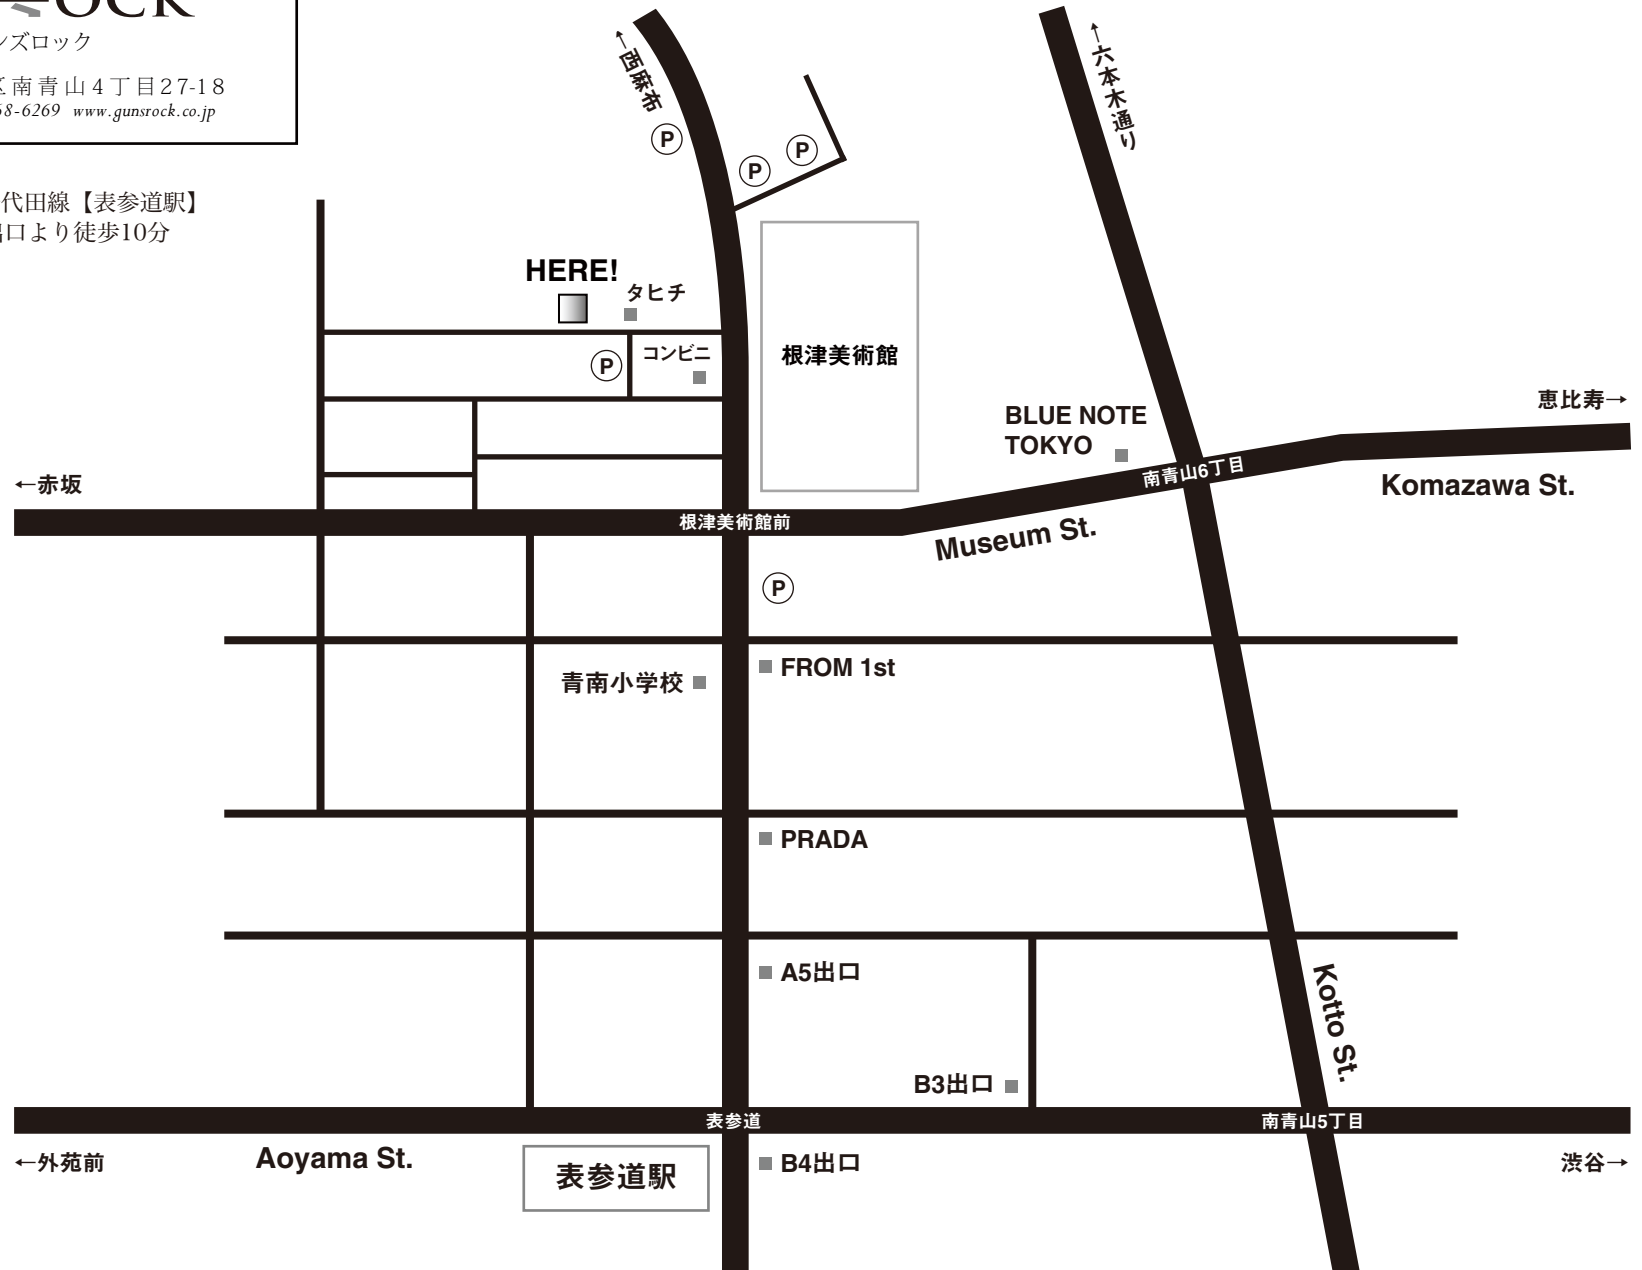 OCK
ンズロック
区南青山4丁目27-18
68-6269 www.gunsrock.co.jp
代田線【表参道駅】
出口より徒歩10分
←西麻布
←六本木通り
P
P
P
HERE!
タヒチ
コンビニ
P
根津美術館
BLUE NOTE
TOKYO
恵比寿→
南青山6丁目
Komazawa St.
←赤坂
根津美術館前
Museum St.
P
FROM 1st
青南小学校
PRADA
A5出口
Kotto St.
B3出口
表参道
南青山5丁目
←外苑前
Aoyama St.
表参道駅
B4出口
渋谷→